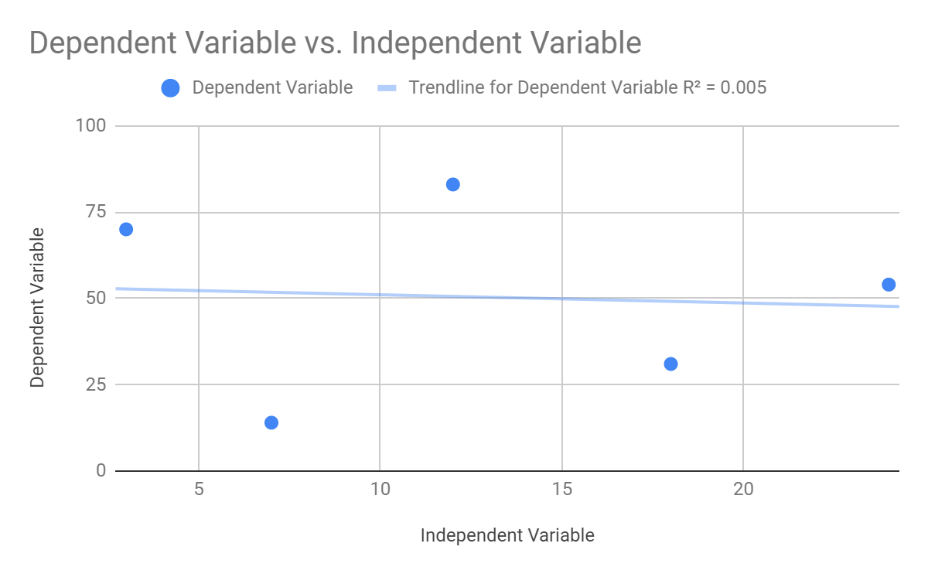 Dependent Variable vs. Independent Variable
Dependent Variable
Trendline for Dependent Variable R² = 0.005
100
75
50
25
0
Dependent Variable
5
10
15
20
Independent Variable